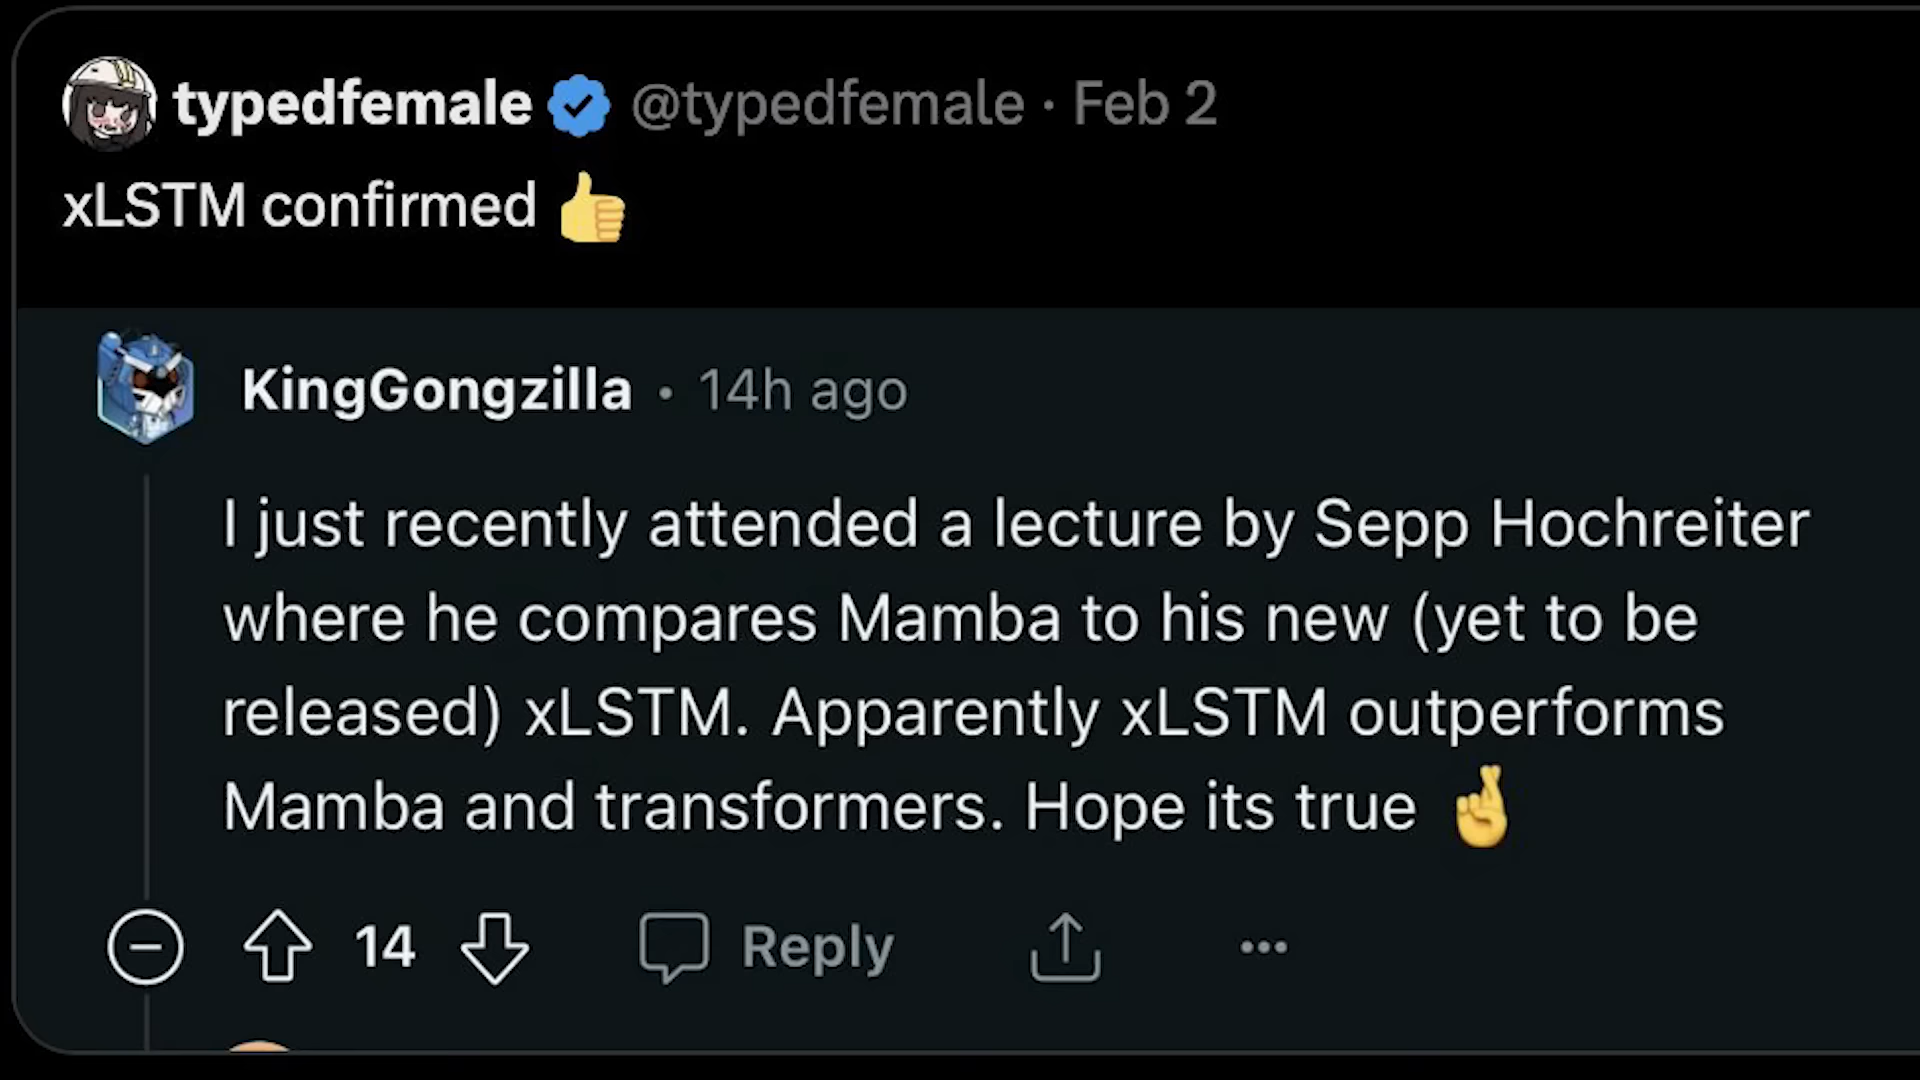 typedfemale @typedfemale · Feb 2
xLSTM confirmed 👍
KingGongzilla • 14h ago
I just recently attended a lecture by Sepp Hochreiter
where he compares Mamba to his new (yet to be
released) xLSTM. Apparently xLSTM outperforms
Mamba and transformers. Hope its true 🤞
14 Reply